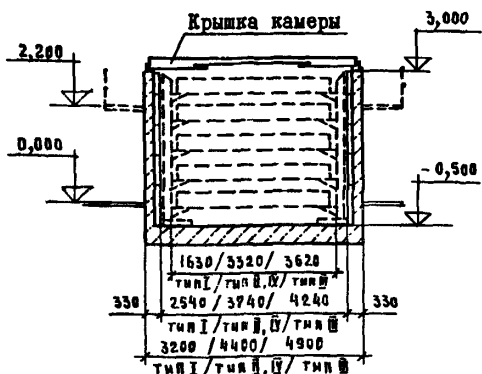 Крышка камеры
3,000
2,200
0,000
-0,500
1630/3320/ 3620
тип I/тип II,IV/тип III
330
2540 / 3740/ 4240
330
тип I/тип II,IV/тип III
3200 /4400/ 4900
тип I/тип II,IV/тип III